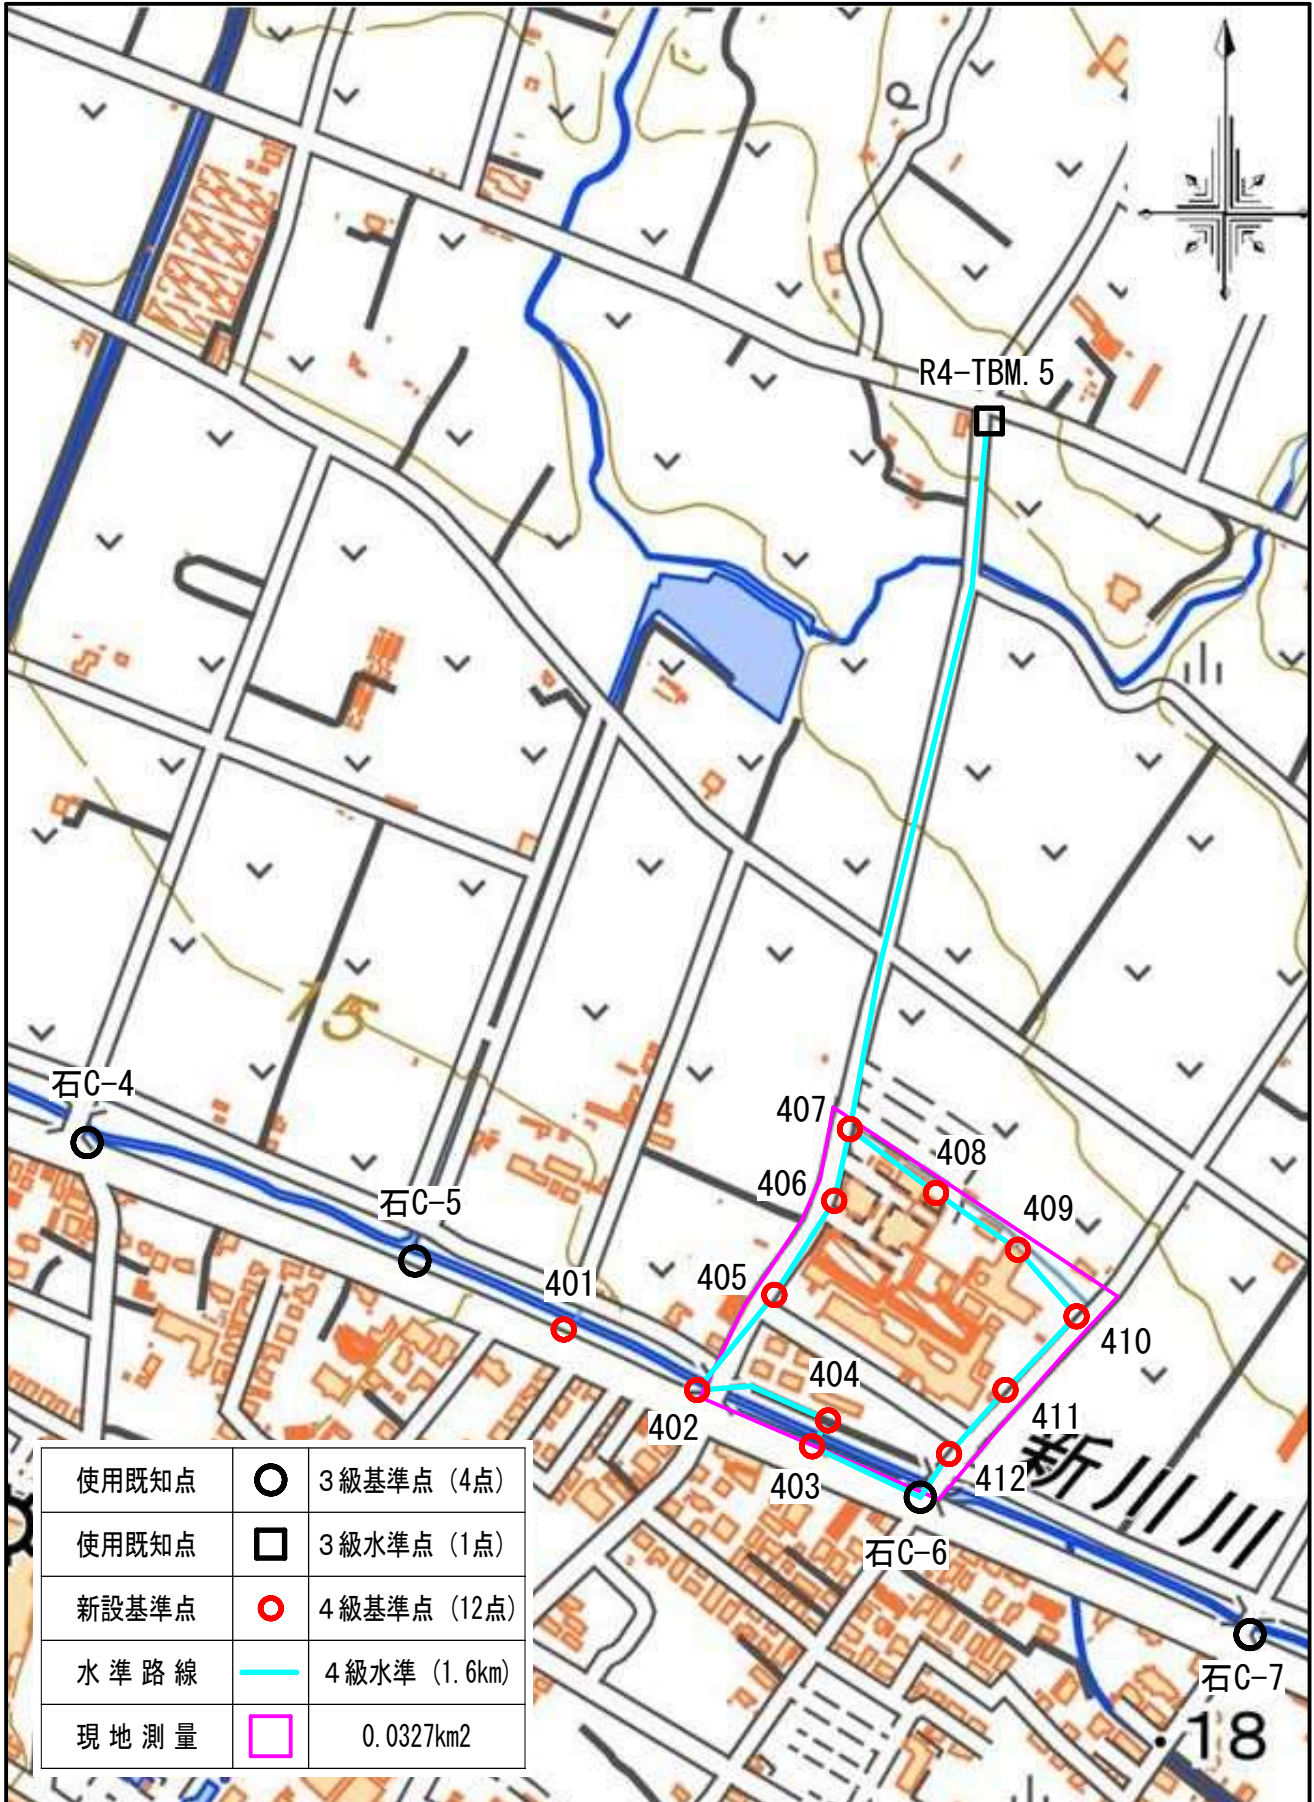 R4-TBM.5
75
石C-4
石C-5
401
402
403
404
405
406
407
408
409
410
411
412
石C-6
新川川
石C-7
・18
使用既知点 3級基準点 (4点)
使用既知点 3級水準点 (1点)
新設基準点 4級基準点 (12点)
水準路線 4級水準 (1.6km)
現地測量 0.0327km2